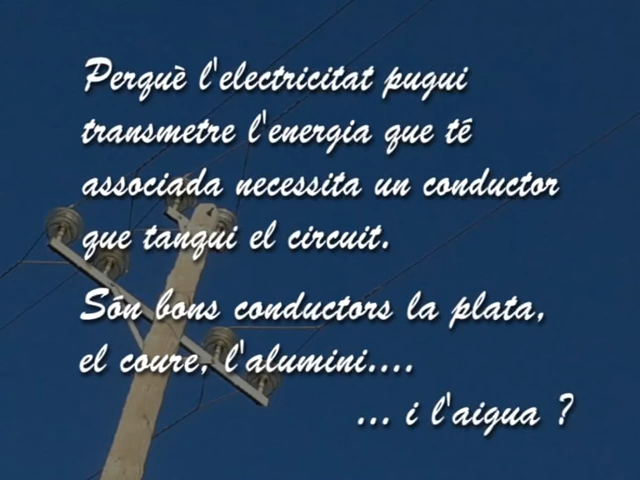 Perquè l'electricitat pugui
transmetre l'energia que té
associada necessita un conductor
que tanqui el circuit.
Són bons conductors la plata,
el coure, l'alumini....
... i l'aigua ?